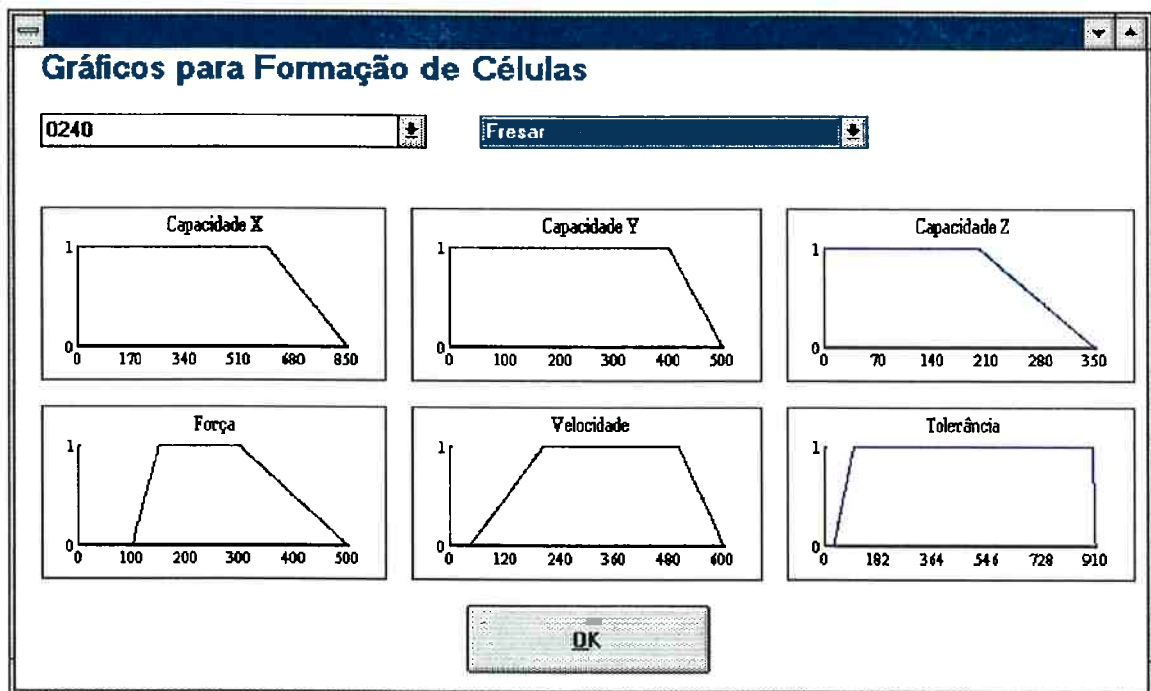 Gráficos para Formação de Células
0240
Fresar
Capacidade X
1
0
0 170 340 510 680 850
Capacidade Y
1
0
0 100 200 300 400 500
Capacidade Z
1
0
0 70 140 210 280 350
Força
1
0
0 100 200 300 400 500
Velocidade
1
0
0 120 240 360 480 600
Tolerância
1
0
0 182 364 546 728 910
OK